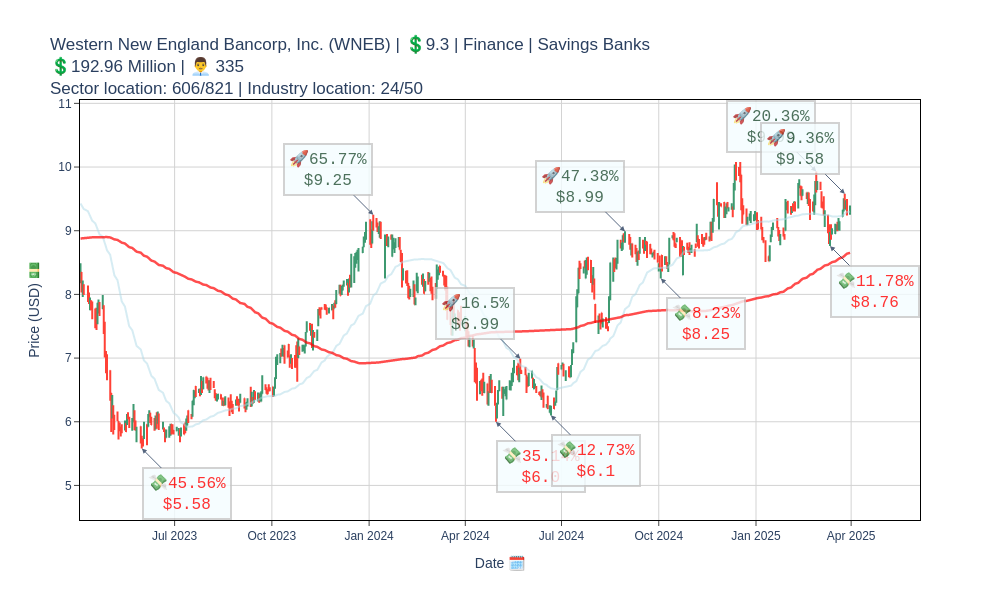 Western New England Bancorp, Inc. (WNEB) | 💲9.3 | Finance | Savings Banks
💲192.96 Million | 👨‍💼 335
Sector location: 606/821 | Industry location: 24/50
11
10
9
8
7
6
5
Price (USD) 💵
🚀65.77%
$9.25
🚀47.38%
$8.99
🚀20.36%
🚀9.36%
$9.58
🚀16.5%
$6.99
💸11.78%
$8.76
💸8.23%
$8.25
💸12.73%
$6.1
💸45.56%
$5.58
Jul 2023
Oct 2023
Jan 2024
Apr 2024
Jul 2024
Oct 2024
Jan 2025
Apr 2025
Date 🗓️